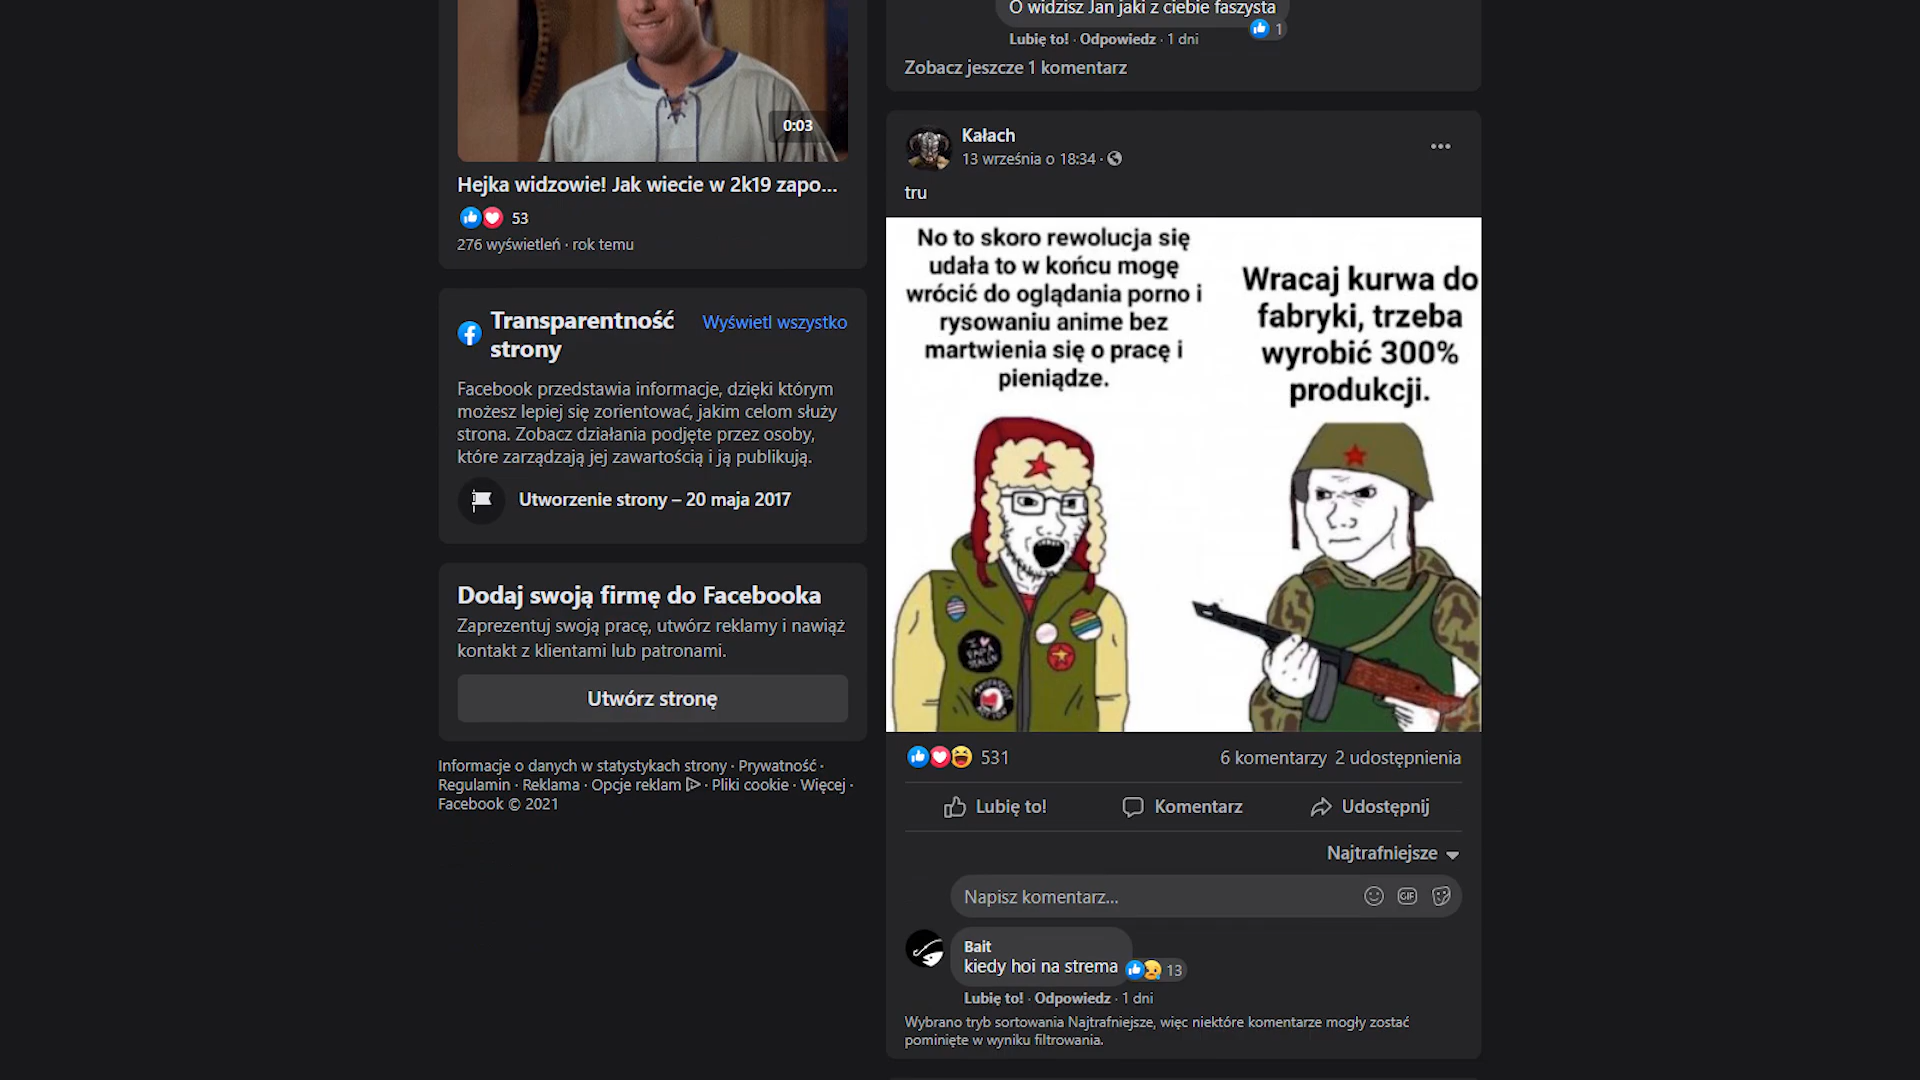 0:03
Hejka widzowie! Jak wiecie w 2k19 zapo...
53
276 wyświetleń · rok temu
Transparentność
strony
Wyświetl wszystko
Facebook przedstawia informacje, dzięki którym
możesz lepiej się zorientować, jakim celom służy
strona. Zobacz działania podjęte przez osoby,
które zarządzają jej zawartością i ją publikują.
Utworzenie strony – 20 maja 2017
Dodaj swoją firmę do Facebooka
Zaprezentuj swoją pracę, utwórz reklamy i nawiąż
kontakt z klientami lub patronami.
Utwórz stronę
Informacje o danych w statystykach strony · Prywatność ·
Regulamin · Reklama · Opcje reklam · Pliki cookie · Więcej ·
Facebook © 2021
O widzisz Jan jaki z ciebie faszysta
1
Lubię to! · Odpowiedz · 1 dni
Zobacz jeszcze 1 komentarz
Kałach
13 września o 18:34 ·
tru
No to skoro rewolucja się
udała to w końcu mogę
wrócić do oglądania porno i
rysowaniu anime bez
martwienia się o pracę i
pieniądze.
Wracaj kurwa do
fabryki, trzeba
wyrobić 300%
produkcji.
I
PAPA
STALIN
531
6 komentarzy 2 udostępnienia
Lubię to!
Komentarz
Udostępnij
Najtrafniejsze
Napisz komentarz...
GIF
Bait
kiedy hoi na strema
13
Lubię to! · Odpowiedz · 1 dni
Wybrano tryb sortowania Najtrafniejsze, więc niektóre komentarze mogły zostać
pominięte w wyniku filtrowania.